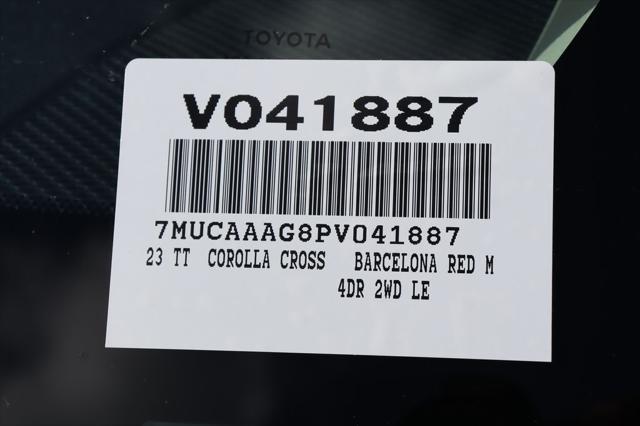 TOYOTA
V041887
7MUCAAAG8PV041887
23 TT COROLLA CROSS BARCELONA RED M
4DR 2WD LE